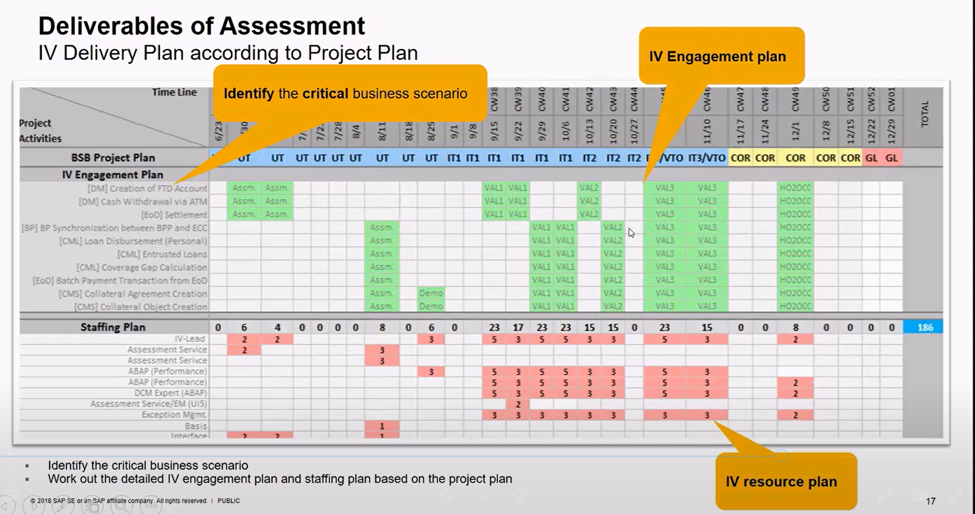 Deliverables of Assessment
IV Delivery Plan according to Project Plan
IV Engagement plan
Identify the critical business scenario
Time Line
CW38 CW39 CW40 CW41 CW42 CW43 CW44 CW46 CW47 CW48 CW49 CW50 CW51 CW52 CW01
TOTAL
Project
Activities
6/23 7/28 8/4 8/11 8/18 8/25 9/1 9/8 9/15 9/22 9/29 10/6 10/13 10/20 10/27 11/10 11/17 11/24 12/1 12/8 12/15 12/22 12/29
BSB Project Plan UT UT UT UT UT UT UT UT UT IT1 IT1 IT1 IT1 IT1 IT1 IT2 IT2 IT2 /VTO IT3/VTO COR COR COR COR COR GL GL
IV Engagement Plan
[DM] Creation of FTD Account Assm. Assm. VAL1 VAL1 VAL2 VAL3 VAL3 HO2OCC
[DM] Cash Withdrawal via ATM Assm. Assm. VAL1 VAL1 VAL2 VAL3 VAL3 HO2OCC
[EoD] Settlement Assm. Assm. VAL1 VAL1 VAL2 VAL3 VAL3 HO2OCC
[BP] BP Synchronization between BPP and ECC Assm. VAL1 VAL1 VAL2 VAL3 VAL3 HO2OCC
[CML] Loan Disbursement (Personal) Assm. VAL1 VAL1 VAL2 VAL3 VAL3 HO2OCC
[CML] Entrusted Loans Assm. VAL1 VAL1 VAL2 VAL3 VAL3 HO2OCC
[CML] Coverage Gap Calculation Assm. VAL1 VAL1 VAL2 VAL3 VAL3 HO2OCC
[EoD] Batch Payment Transaction from EoD Assm. VAL1 VAL1 VAL2 VAL3 VAL3 HO2OCC
[CMS] Collateral Agreement Creation Assm. Demo VAL1 VAL1 VAL2 VAL3 VAL3 HO2OCC
[CMS] Collateral Object Creation Assm. Demo VAL1 VAL1 VAL2 VAL3 VAL3 HO2OCC
Staffing Plan 0 6 4 0 0 0 0 8 0 6 0 23 17 23 23 15 15 0 23 15 0 0 8 0 0 0 0 186
IV-Lead 2 2 3 5 3 5 5 3 3 5 3 2
Assessment Service 2 3
Assessment Serivce 3
ABAP (Performance) 3 5 3 5 5 3 3 5 3
ABAP (Performance) 5 3 5 5 3 3 5 3 2
DCM Expert (ABAP) 5 3 5 5 3 3 5 3 2
Assessment Service/EM (UIS) 2
Exception Mgmt. 3 3 3 3 3 3 3 3 2
Basis 1
Interface 2 2 1
IV resource plan
Identify the critical business scenario
Work out the detailed IV engagement plan and staffing plan based on the project plan
© 2018 SAP SE or an SAP affiliate company. All rights reserved. | PUBLIC
17